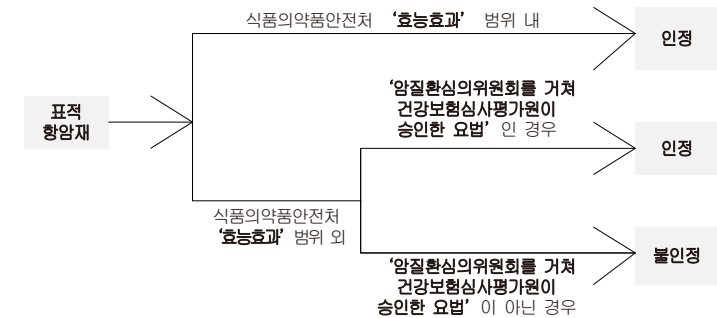 식품의약품안전처 ‘효능효과’ 범위 내
인정
‘암질환심의위원회를 거쳐
건강보험심사평가원이
승인한 요법’ 인 경우
표적
항암재
인정
식품의약품안전처
‘효능효과’ 범위 외
불인정
‘암질환심의위원회를 거쳐
건강보험심사평가원이
승인한 요법’ 이 아닌 경우